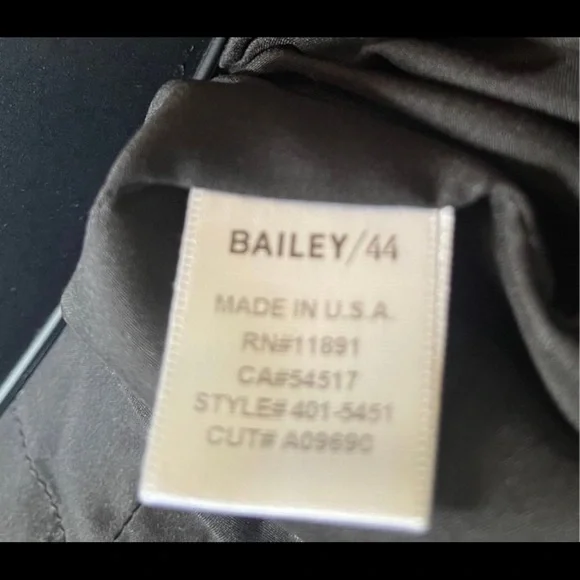 BAILEY/44
MADE IN U.S.A.
RN#11891
CA#54517
STYLE# 401-5451
CUT# A09690